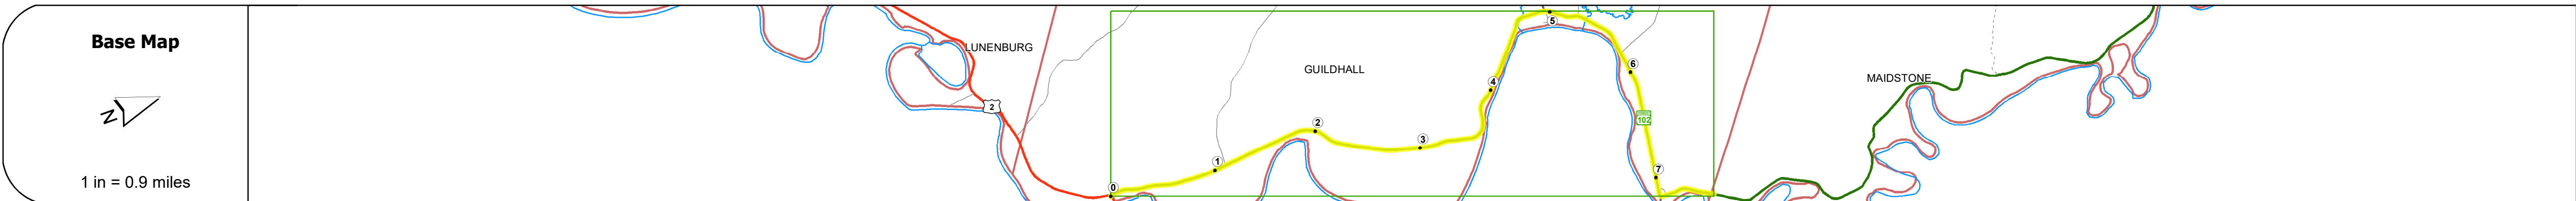 Base Map
N
1 in = 0.9 miles
LUNENBURG
2
GUILDHALL
MAIDSTONE
0
1
2
3
4
5
6
102
7